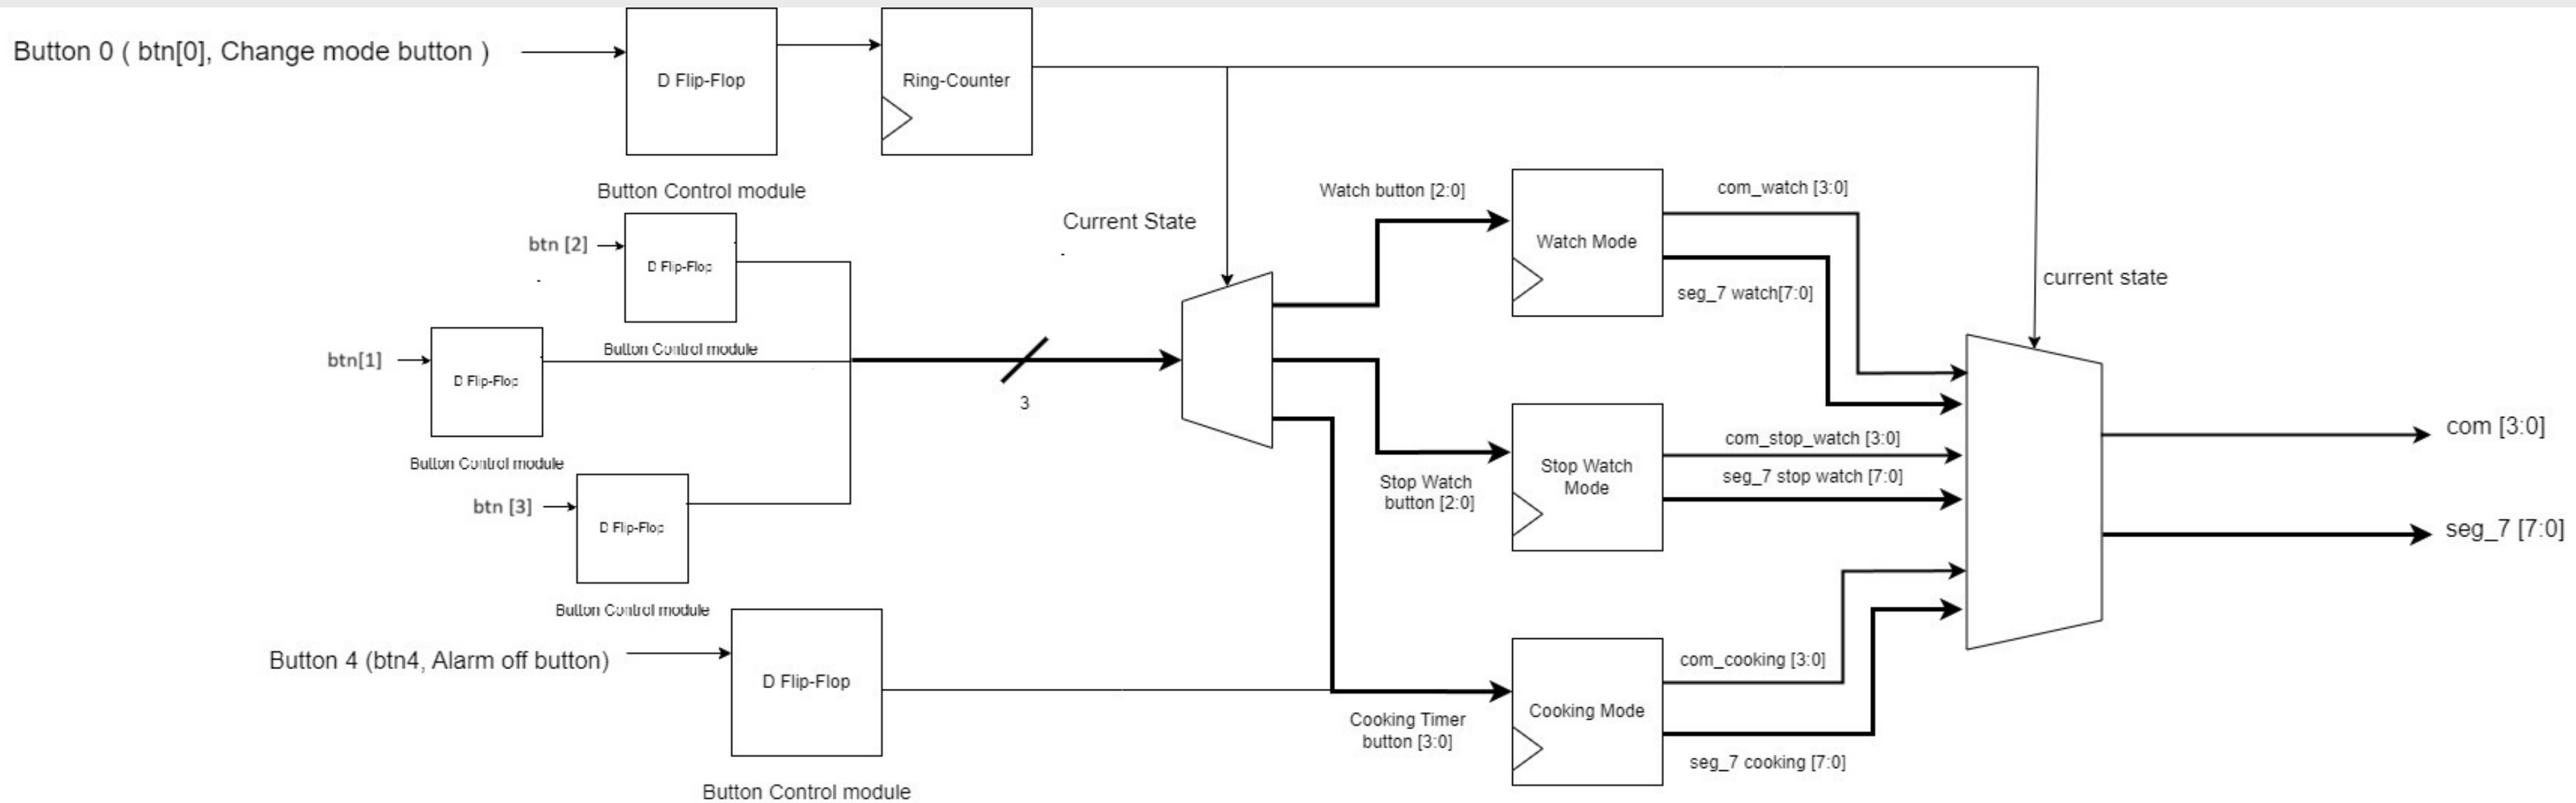 Button 0 ( btn[0], Change mode button )
D Flip-Flop
Ring-Counter
Button Control module
btn [2]
D Flip-Flop
btn[1]
D Flip-Flop
Button Control module
Button Control module
btn [3]
D Flip-Flop
Button Control module
3
Current State
Button 4 (btn4, Alarm off button)
D Flip-Flop
Button Control module
Watch button [2:0]
Watch Mode
com_watch [3:0]
seg_7 watch[7:0]
Stop Watch
button [2:0]
Stop Watch
Mode
com_stop_watch [3:0]
seg_7 stop watch [7:0]
Cooking Timer
button [3:0]
Cooking Mode
com_cooking [3:0]
seg_7 cooking [7:0]
current state
com [3:0]
seg_7 [7:0]